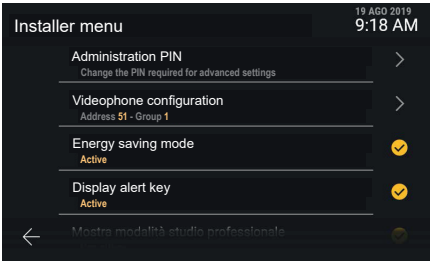 19 AGO 2019
Installer menu
9:18 AM
Administration PIN
Change the PIN required for advanced settings
Videophone configuration
Address 51 - Group 1
Energy saving mode
Active
Display alert key
Active
Mostra modalità studio professionale